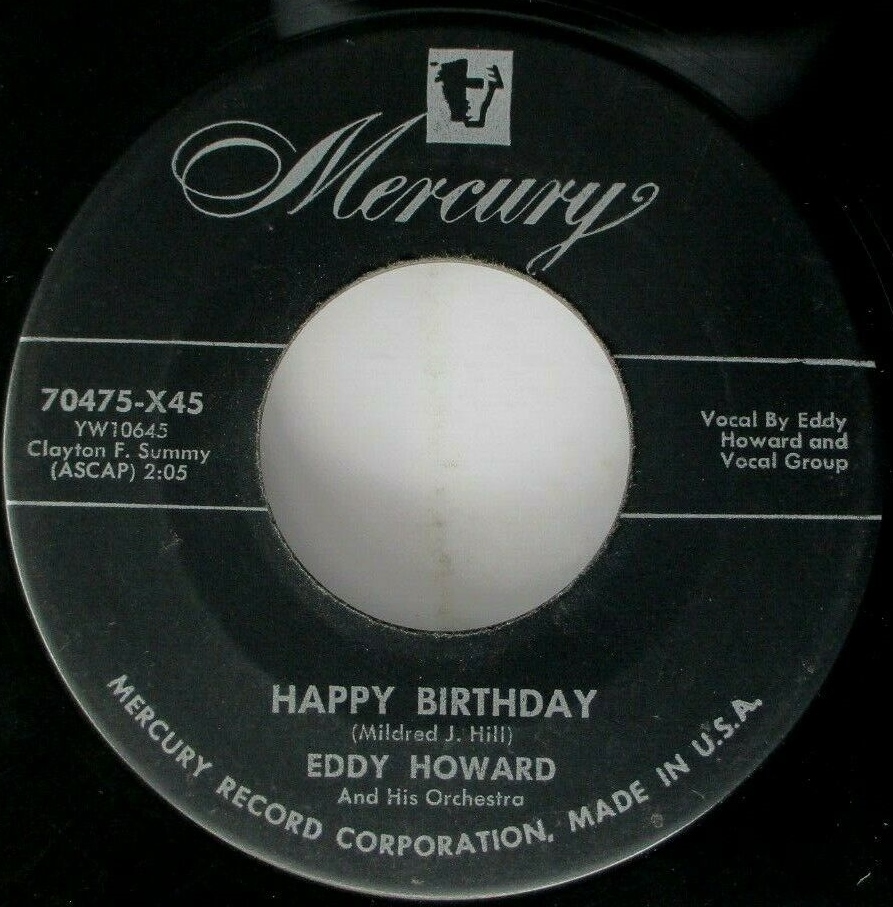 Mercury
70475-X45
YW10645
Clayton F. Summy
(ASCAP) 2:05
Vocal By Eddy
Howard and
Vocal Group
HAPPY BIRTHDAY
(Mildred J. Hill)
EDDY HOWARD
And His Orchestra
MERCURY RECORD CORPORATION, MADE IN U.S.A.